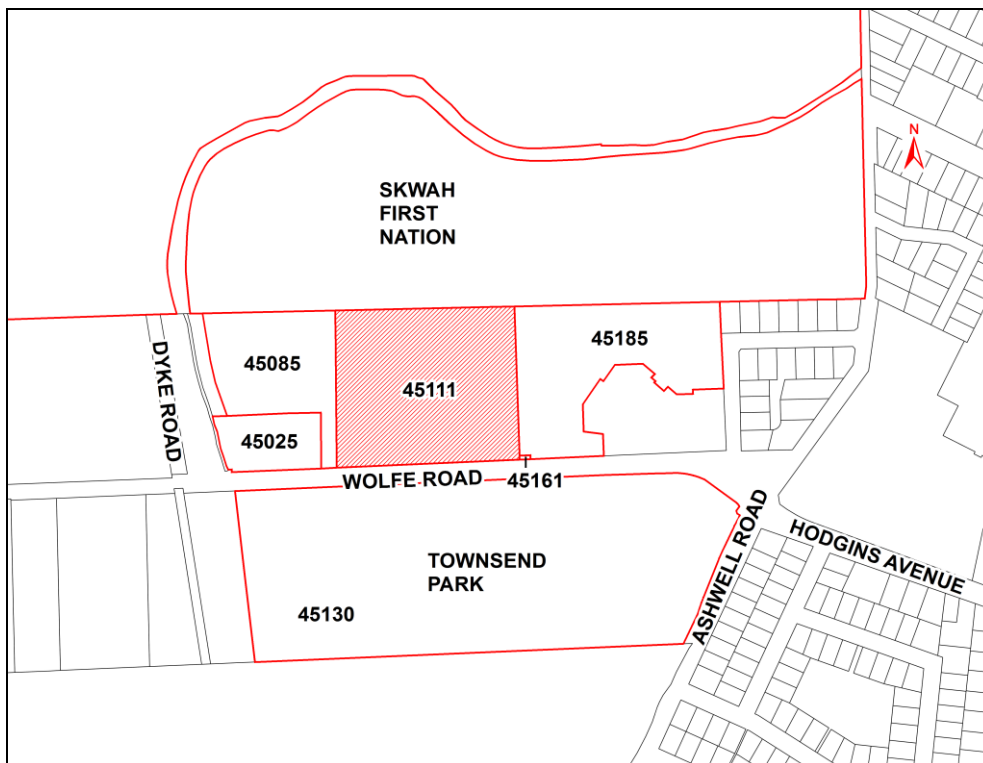 N
SKWAH
FIRST
NATION
45185
45085
45111
DYKE ROAD
45025
WOLFE ROAD
45161
ASHWELL ROAD
HODGINS AVENUE
TOWNSEND
PARK
45130